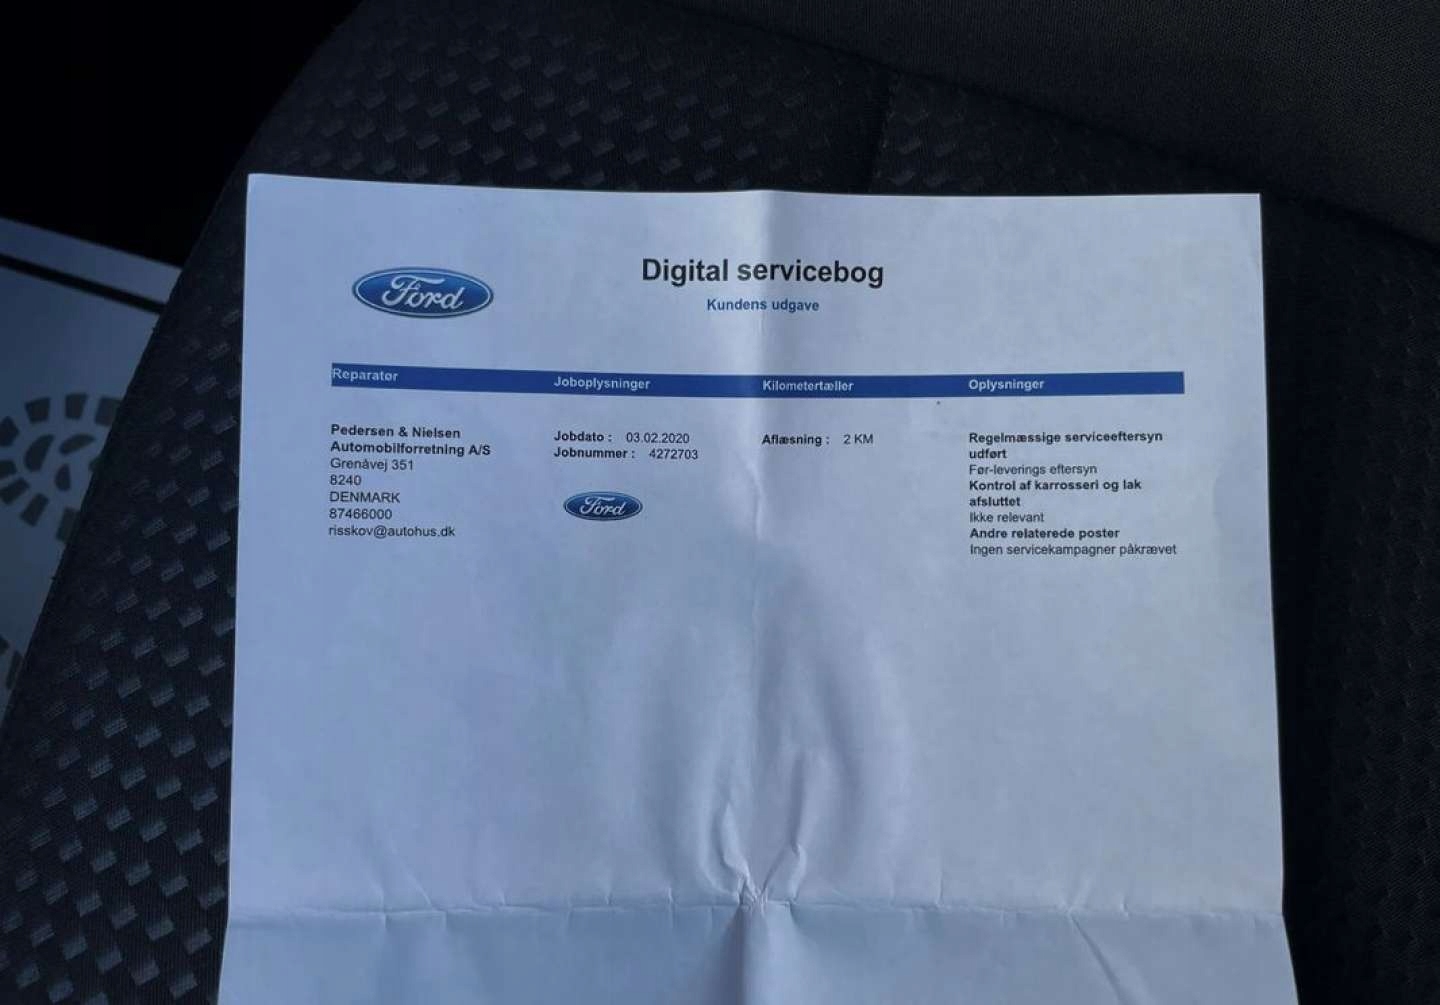 Digital servicebog
Ford
Kundens udgave
Reparatør
Joboplysninger
Kilometertæller
Oplysninger
Pedersen & Nielsen
Automobilforretning A/S
Grenåvej 351
8240
DENMARK
87466000
risskov@autohus.dk
Jobdato : 03.02.2020
Jobnummer : 4272703
Ford
Aflæsning : 2 KM
Regelmæssige serviceeftersyn
udført
Før-leverings eftersyn
Kontrol af karrosseri og lak
afsluttet
Ikke relevant
Andre relaterede poster
Ingen servicekampagner påkrævet